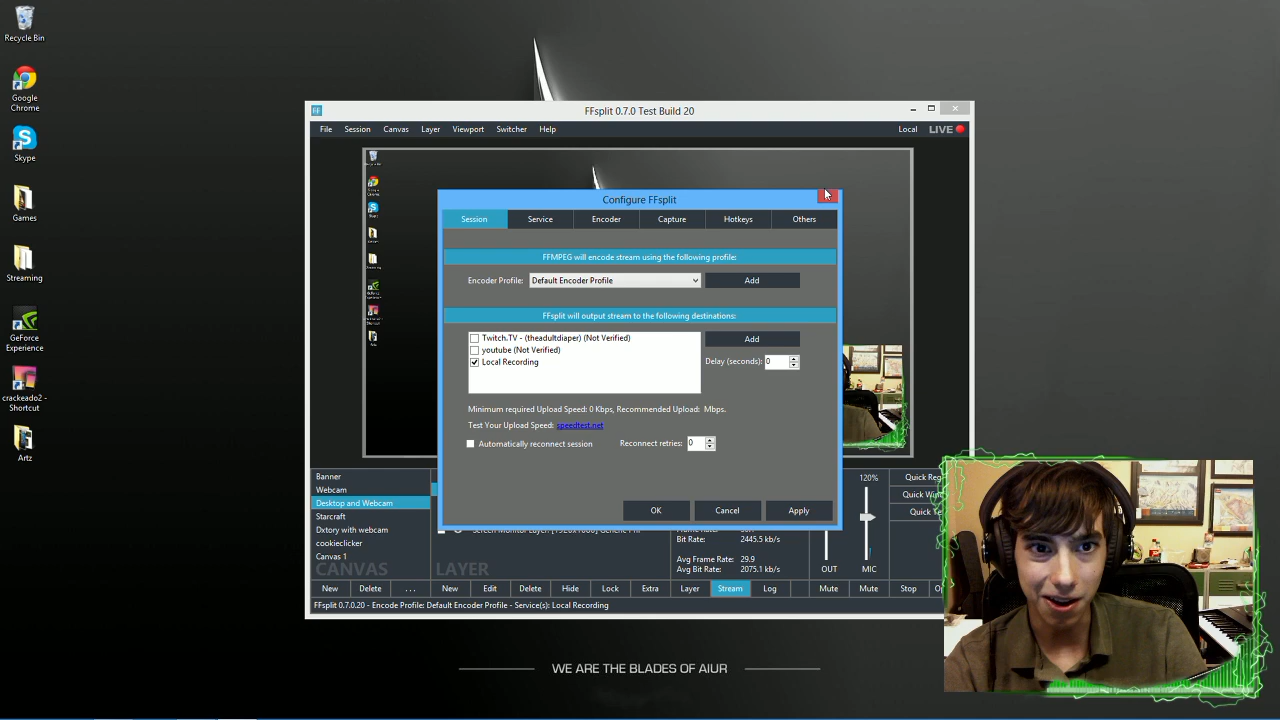 Recycle Bin
Google
Chrome
Skype
Games
Streaming
GeForce
Experience
crackeado2 -
Shortcut
Artz
FFsplit 0.7.0 Test Build 20
File Session Canvas Layer Viewport Switcher Help Local LIVE
Configure FFsplit
Session Service Encoder Capture Hotkeys Others
FFMPEG will encode stream using the following profile:
Encoder Profile: Default Encoder Profile Add
FFsplit will output stream to the following destinations:
Twitch.TV - (theadultdiaper) (Not Verified) Add
youtube (Not Verified)
Local Recording Delay (seconds): 0
Minimum required Upload Speed: 0 Kbps, Recommended Upload: Mbps.
Test Your Upload Speed: speedtest.net
Automatically reconnect session Reconnect retries: 0
OK Cancel Apply
Banner
Webcam
Desktop and Webcam
Starcraft
Dxtory with webcam
cookieclicker
Canvas 1
CANVAS LAYER
Bit Rate: 2445.5 kb/s
Avg Frame Rate: 29.9
Avg Bit Rate: 2075.1 kb/s
120%
OUT MIC
Quick
Quick
Quick
New Delete ... New Edit Delete Hide Lock Extra Layer Stream Log Mute Mute Stop
FFsplit 0.7.0.20 - Encode Profile: Default Encoder Profile - Service(s): Local Recording
WE ARE THE BLADES OF AIUR